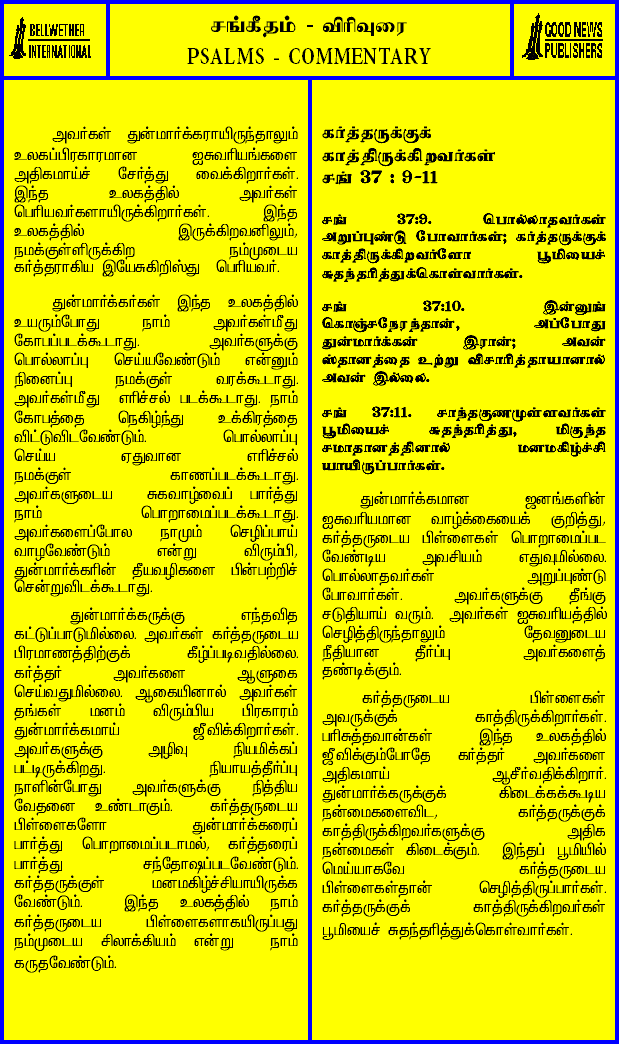 BELLWETHER
INTERNATIONAL
சங்கீதம் - விரிவுரை
PSALMS - COMMENTARY
GOOD NEWS
PUBLISHERS
அவர்கள் துன்மார்க்கராயிருந்தாலும்
உலகப்பிரகாரமான ஐசுவரியங்களை
அதிகமாய்ச் சேர்த்து வைக்கிறார்கள்.
இந்த உலகத்தில் அவர்கள்
பெரியவர்களாயிருக்கிறார்கள். இந்த
உலகத்தில் இருக்கிறவனிலும்,
நமக்குள்ளிருக்கிற நம்முடைய
கர்த்தராகிய இயேசுகிறிஸ்து பெரியவர்.
துன்மார்க்கர்கள் இந்த உலகத்தில்
உயரும்போது நாம் அவர்கள்மீது
கோபப்படக்கூடாது. அவர்களுக்கு
பொல்லாப்பு செய்யவேண்டும் என்னும்
நினைப்பு நமக்குள் வரக்கூடாது.
அவர்கள்மீது எரிச்சல் படக்கூடாது. நாம்
கோபத்தை நெகிழ்ந்து உக்கிரத்தை
விட்டுவிடவேண்டும். பொல்லாப்பு
செய்ய ஏதுவான எரிச்சல்
நமக்குள் காணப்படக்கூடாது.
அவர்களுடைய சுகவாழ்வைப் பார்த்து
நாம் பொறாமைப்படக்கூடாது.
அவர்களைப்போல நாமும் செழிப்பாய்
வாழவேண்டும் என்று விரும்பி,
துன்மார்க்கரின் தீயவழிகளை பின்பற்றிச்
சென்றுவிடக்கூடாது.
துன்மார்க்கருக்கு எந்தவித
கட்டுப்பாடுமில்லை. அவர்கள் கர்த்தருடைய
பிரமாணத்திற்குக் கீழ்ப்படிவதில்லை.
கர்த்தர் அவர்களை ஆளுகை
செய்வதுமில்லை. ஆகையினால் அவர்கள்
தங்கள் மனம் விரும்பிய பிரகாரம்
துன்மார்க்கமாய் ஜீவிக்கிறார்கள்.
அவர்களுக்கு அழிவு நியமிக்கப்
பட்டிருக்கிறது. நியாயத்தீர்ப்பு
நாளின்போது அவர்களுக்கு நித்திய
வேதனை உண்டாகும். கர்த்தருடைய
பிள்ளைகளோ துன்மார்க்கரைப்
பார்த்து பொறாமைப்படாமல், கர்த்தரைப்
பார்த்து சந்தோஷப்படவேண்டும்.
கர்த்தருக்குள் மனமகிழ்ச்சியாயிருக்க
வேண்டும். இந்த உலகத்தில் நாம்
கர்த்தருடைய பிள்ளைகளாகயிருப்பது
நம்முடைய சிலாக்கியம் என்று நாம்
கருதவேண்டும்.
கர்த்தருக்குக்
காத்திருக்கிறவர்கள்
சங் 37 : 9-11
சங் 37:9. பொல்லாதவர்கள்
அறுப்புண்டு போவார்கள்; கர்த்தருக்குக்
காத்திருக்கிறவர்களோ பூமியைச்
சுதந்தரித்துக்கொள்வார்கள்.
சங் 37:10. இன்னுங்
கொஞ்சநேரந்தான், அப்போது
துன்மார்க்கன் இரான்; அவன்
ஸ்தானத்தை உற்று விசாரித்தாயானால்
அவன் இல்லை.
சங் 37:11. சாந்தகுணமுள்ளவர்கள்
பூமியைச் சுதந்தரித்து, மிகுந்த
சமாதானத்தினால் மனமகிழ்ச்சி
யாயிருப்பார்கள்.
துன்மார்க்கமான ஜனங்களின்
ஐசுவரியமான வாழ்க்கையைக் குறித்து,
கர்த்தருடைய பிள்ளைகள் பொறாமைப்பட
வேண்டிய அவசியம் எதுவுமில்லை.
பொல்லாதவர்கள் அறுப்புண்டு
போவார்கள். அவர்களுக்கு தீங்கு
சடுதியாய் வரும். அவர்கள் ஐசுவரியத்தில்
செழித்திருந்தாலும் தேவனுடைய
நீதியான தீர்ப்பு அவர்களைத்
தண்டிக்கும்.
கர்த்தருடைய பிள்ளைகள்
அவருக்குக் காத்திருக்கிறார்கள்.
பரிசுத்தவான்கள் இந்த உலகத்தில்
ஜீவிக்கும்போதே கர்த்தர் அவர்களை
அதிகமாய் ஆசீர்வதிக்கிறார்.
துன்மார்க்கருக்குக் கிடைக்கக்கூடிய
நன்மைகளைவிட, கர்த்தருக்குக்
காத்திருக்கிறவர்களுக்கு அதிக
நன்மைகள் கிடைக்கும். இந்தப் பூமியில்
மெய்யாகவே கர்த்தருடைய
பிள்ளைகள்தான் செழித்திருப்பார்கள்.
கர்த்தருக்குக் காத்திருக்கிறவர்கள்
பூமியைச் சுதந்தரித்துக்கொள்வார்கள்.